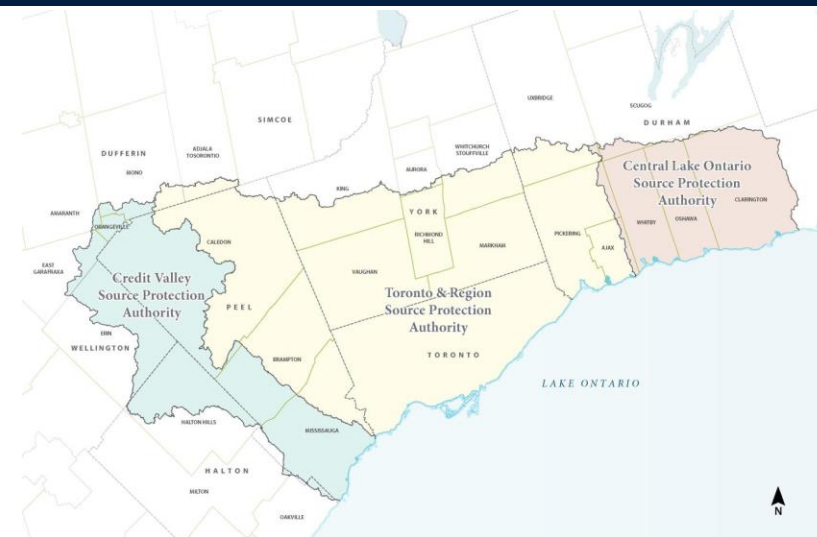 UXBRIDGE
SCUGOG
SIMCOE
DURHAM
DUFFERIN
ADJALA
TOSORONTIO
MONO
WHITCHURCH
STOUFFVILLE
AURORA
KING
Central Lake Ontario
Source Protection
Authority
CLARINGTON
OSHAWA
WHITBY
AMARANTH
ORANGEVILLE
YORK
RICHMOND
HILL
PICKERING
AJAX
CALEDON
MARKHAM
EAST
GARAFRAXA
VAUGHAN
Credit Valley
Source Protection
Authority
Toronto & Region
Source Protection
Authority
PEEL
ERIN
WELLINGTON
BRAMPTON
TORONTO
LAKE ONTARIO
HALTON HILLS
MISSISSAUGA
HALTON
MILTON
OAKVILLE
N